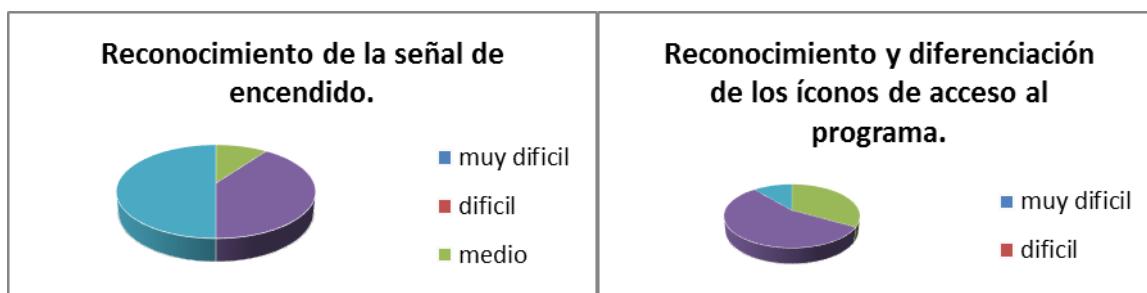 Reconocimiento de la señal de
encendido.
muy dificil
dificil
medio
Reconocimiento y diferenciación
de los íconos de acceso al
programa.
muy dificil
dificil